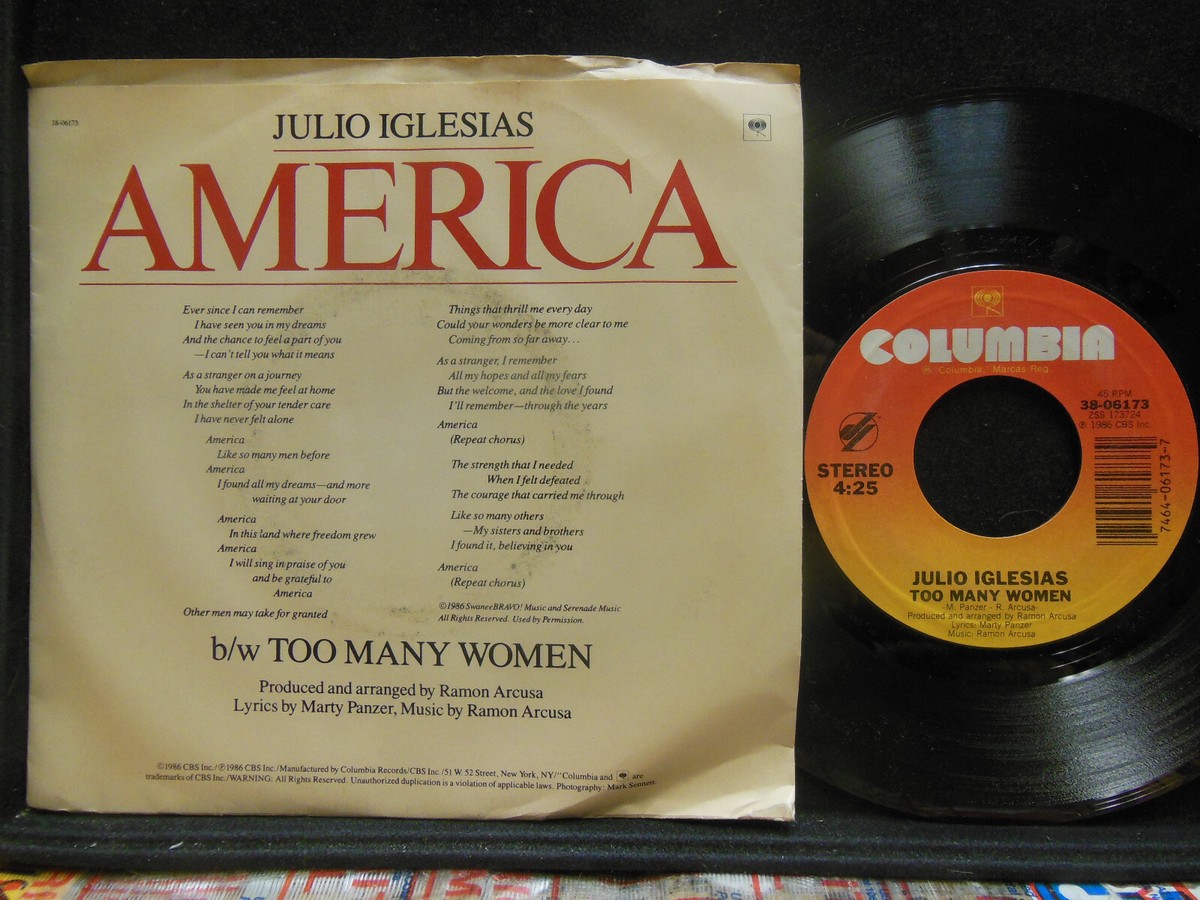 38-06173
JULIO IGLESIAS
AMERICA
Ever since I can remember
I have seen you in my dreams
And the chance to feel a part of you
—I can't tell you what it means
As a stranger on a journey
You have made me feel at home
In the shelter of your tender care
I have never felt alone
America
Like so many men before
America
I found all my dreams—and more
waiting at your door
America
In this land where freedom grew
America
I will sing in praise of you
and be grateful to
America
Other men may take for granted
Things that thrill me every day
Could your wonders be more clear to me
Coming from so far away...
As a stranger, I remember
All my hopes and all my fears
But the welcome, and the love I found
I'll remember—through the years
America
(Repeat chorus)
The strength that I needed
When I felt defeated
The courage that carried me through
Like so many others
—My sisters and brothers
I found it, believing in you
America
(Repeat chorus)
©1986 SwaneeBRAVO! Music and Serenade Music
All Rights Reserved. Used by Permission.
b/w TOO MANY WOMEN
Produced and arranged by Ramon Arcusa
Lyrics by Marty Panzer, Music by Ramon Arcusa
©1986 CBS Inc./℗1986 CBS Inc./Manufactured by Columbia Records/CBS Inc./51 W. 52 Street, New York, NY/"Columbia and are
trademarks of CBS Inc./WARNING: All Rights Reserved. Unauthorized duplication is a violation of applicable laws. Photography: Mark Sennett.
COLUMBIA
℗ Columbia, Marcas Reg.
45 RPM
38-06173
ZSS 173724
℗ 1986 CBS Inc.
STEREO
4:25
7464-06173-7
JULIO IGLESIAS
TOO MANY WOMEN
-M. Panzer - R. Arcusa-
Produced and arranged by Ramon Arcusa
Lyrics: Marty Panzer
Music: Ramon Arcusa